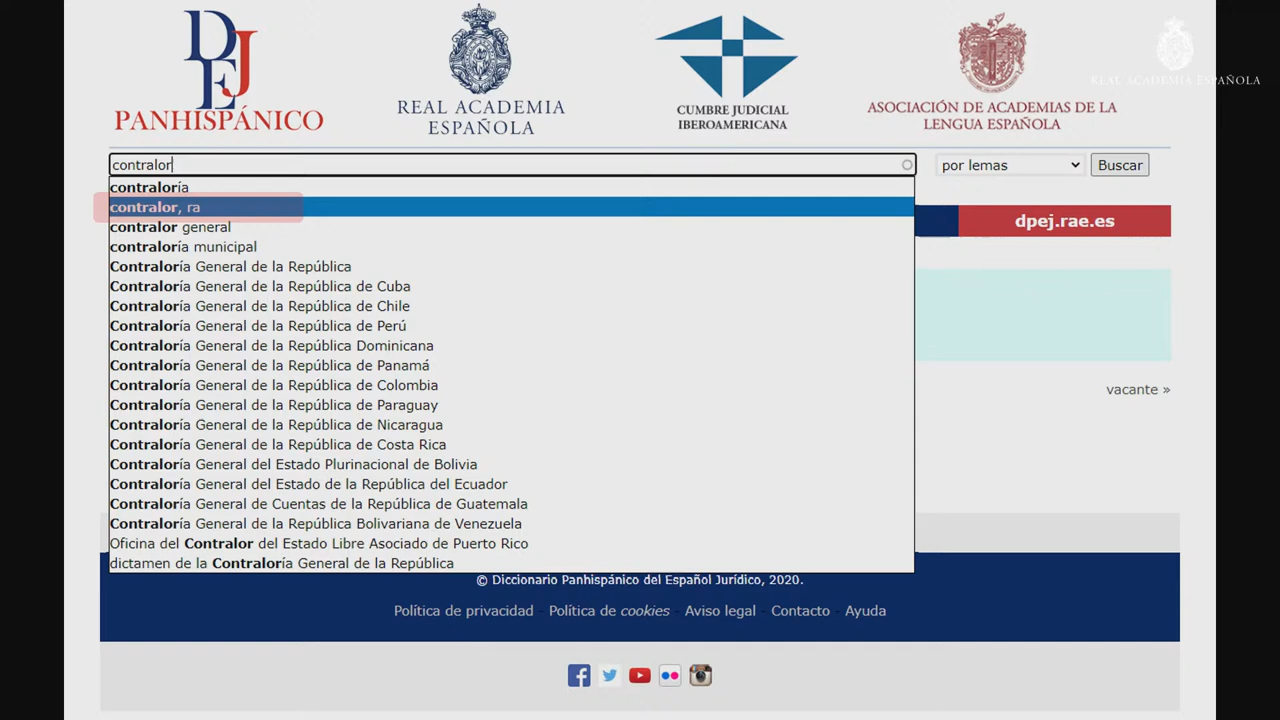 DEJ
PANHISPÁNICO
REAL ACADEMIA
ESPAÑOLA
CUMBRE JUDICIAL
IBEROAMERICANA
ASOCIACIÓN DE ACADEMIAS DE LA
LENGUA ESPAÑOLA
REAL ACADEMIA ESPAÑOLA
contralor
por lemas
Buscar
contraloría
contralor, ra
contralor general
contraloría municipal
Contraloría General de la República
Contraloría General de la República de Cuba
Contraloría General de la República de Chile
Contraloría General de la República de Perú
Contraloría General de la República Dominicana
Contraloría General de la República de Panamá
Contraloría General de la República de Colombia
Contraloría General de la República de Paraguay
Contraloría General de la República de Nicaragua
Contraloría General de la República de Costa Rica
Contraloría General del Estado Plurinacional de Bolivia
Contraloría General del Estado de la República del Ecuador
Contraloría General de Cuentas de la República de Guatemala
Contraloría General de la República Bolivariana de Venezuela
Oficina del Contralor del Estado Libre Asociado de Puerto Rico
dictamen de la Contraloría General de la República
dpej.rae.es
vacante »
© Diccionario Panhispánico del Español Jurídico, 2020.
Política de privacidad - Política de cookies - Aviso legal - Contacto - Ayuda